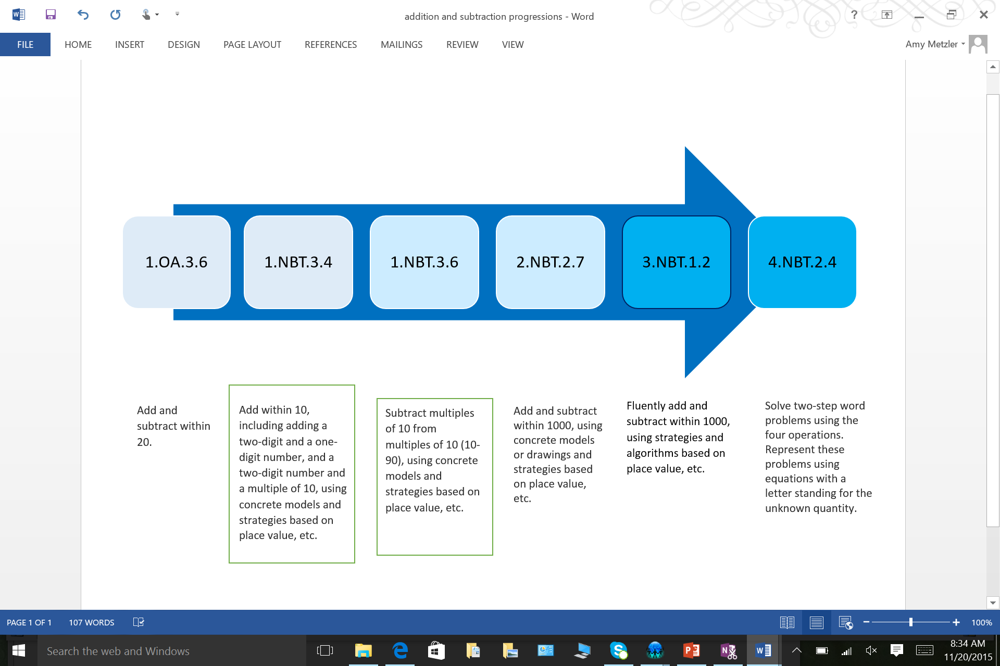 addition and subtraction progressions - Word
?
FILE
HOME
INSERT
DESIGN
PAGE LAYOUT
REFERENCES
MAILINGS
REVIEW
VIEW
Amy Metzler
1.OA.3.6
1.NBT.3.4
1.NBT.3.6
2.NBT.2.7
3.NBT.1.2
4.NBT.2.4
Add and
subtract within
20.
Add within 10,
including adding a
two-digit and a one-
digit number, and a
two-digit number and
a multiple of 10, using
concrete models and
strategies based on
place value, etc.
Subtract multiples
of 10 from
multiples of 10 (10-
90), using concrete
models and
strategies based on
place value, etc.
Add and subtract
within 1000, using
concrete models
or drawings and
strategies based
on place value,
etc.
Fluently add and
subtract within 1000,
using strategies and
algorithms based on
place value, etc.
Solve two-step word
problems using the
four operations.
Represent these
problems using
equations with a
letter standing for the
unknown quantity.
PAGE 1 OF 1
107 WORDS
100%
Search the web and Windows
8:34 AM
11/20/2015